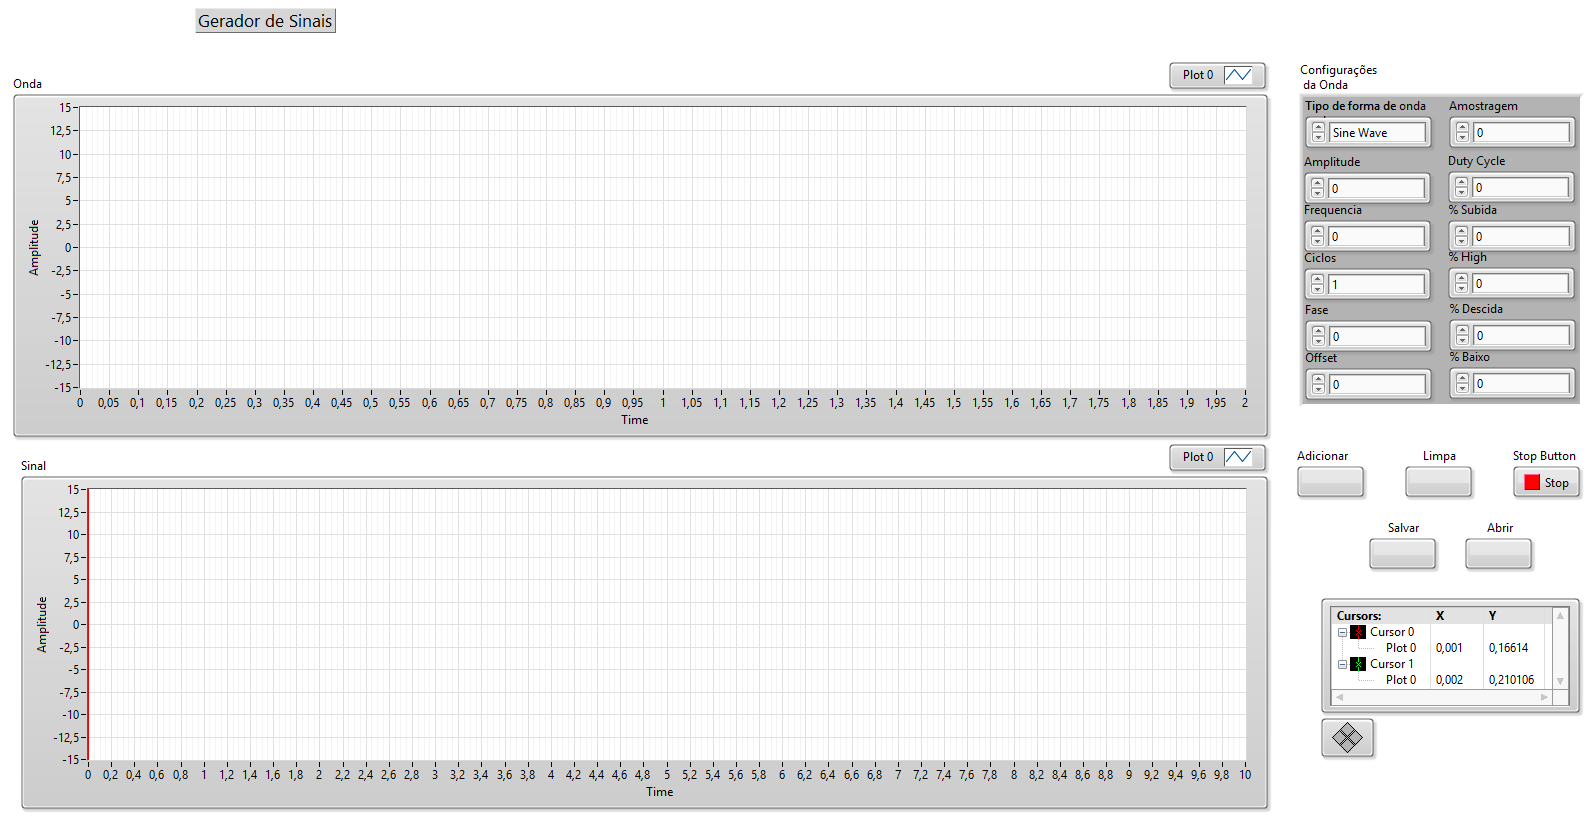 Gerador de Sinais
Onda
Plot 0
15
12,5
10
7,5
5
2,5
0
-2,5
-5
-7,5
-10
-12,5
-15
Amplitude
0 0,05 0,1 0,15 0,2 0,25 0,3 0,35 0,4 0,45 0,5 0,55 0,6 0,65 0,7 0,75 0,8 0,85 0,9 0,95 1 1,05 1,1 1,15 1,2 1,25 1,3 1,35 1,4 1,45 1,5 1,55 1,6 1,65 1,7 1,75 1,8 1,85 1,9 1,95 2
Time
Sinal
Plot 0
15
12,5
10
7,5
5
2,5
0
-2,5
-5
-7,5
-10
-12,5
-15
Amplitude
0 0,2 0,4 0,6 0,8 1 1,2 1,4 1,6 1,8 2 2,2 2,4 2,6 2,8 3 3,2 3,4 3,6 3,8 4 4,2 4,4 4,6 4,8 5 5,2 5,4 5,6 5,8 6 6,2 6,4 6,6 6,8 7 7,2 7,4 7,6 7,8 8 8,2 8,4 8,6 8,8 9 9,2 9,4 9,6 9,8 10
Time
Configurações
da Onda
Tipo de forma de onda Amostragem
Sine Wave 0
Amplitude Duty Cycle
0 0
Frequencia % Subida
0 0
Ciclos % High
1 0
Fase % Descida
0 0
Offset % Baixo
0 0
Adicionar Limpa Stop Button
Stop
Salvar Abrir
Cursors: X Y
Cursor 0
Plot 0 0,001 0,16614
Cursor 1
Plot 0 0,002 0,210106